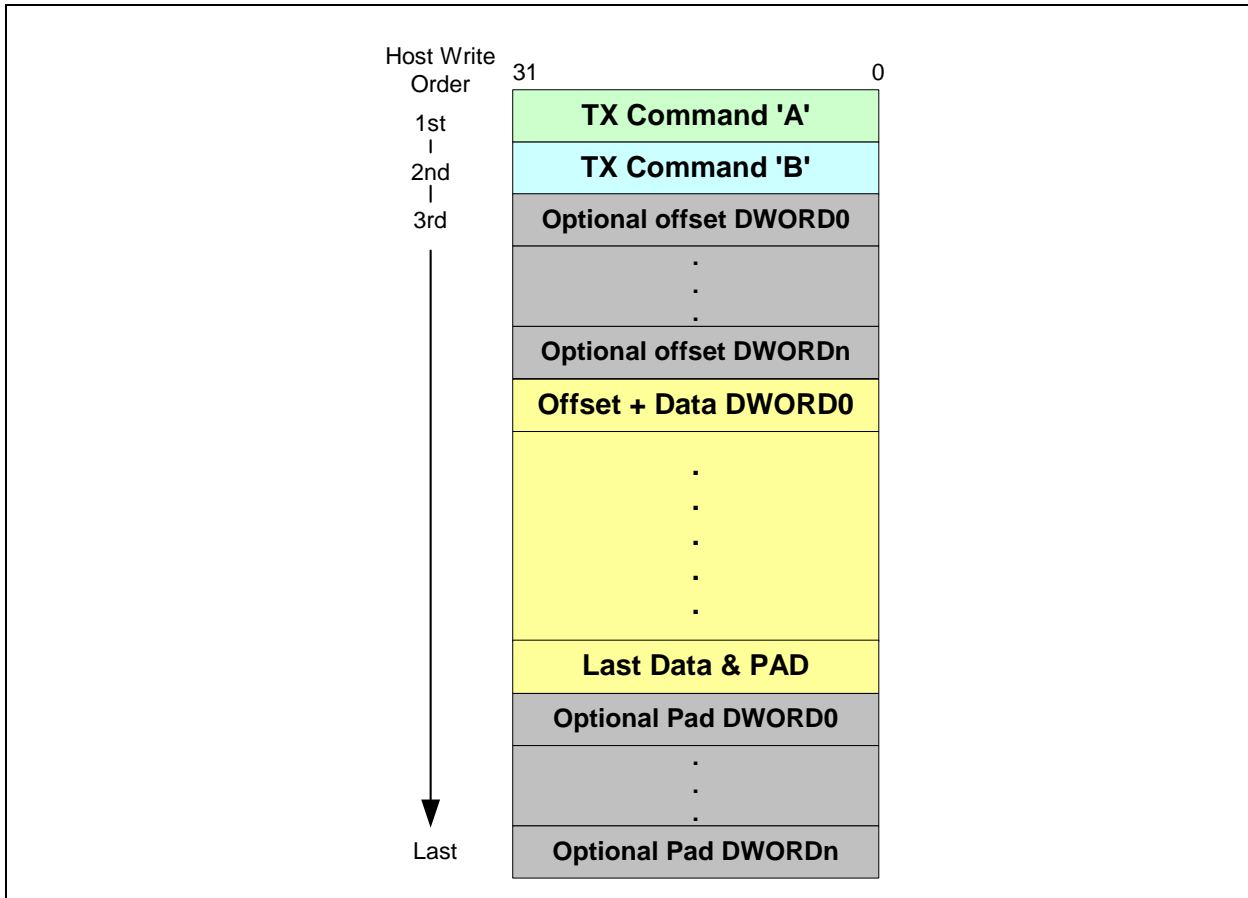 Host Write
Order
31
0
1st
TX Command 'A'
2nd
TX Command 'B'
3rd
Optional offset DWORD0
.
.
.
Optional offset DWORDn
Offset + Data DWORD0
.
.
.
.
.
Last Data & PAD
Optional Pad DWORD0
.
.
.
Last
Optional Pad DWORDn